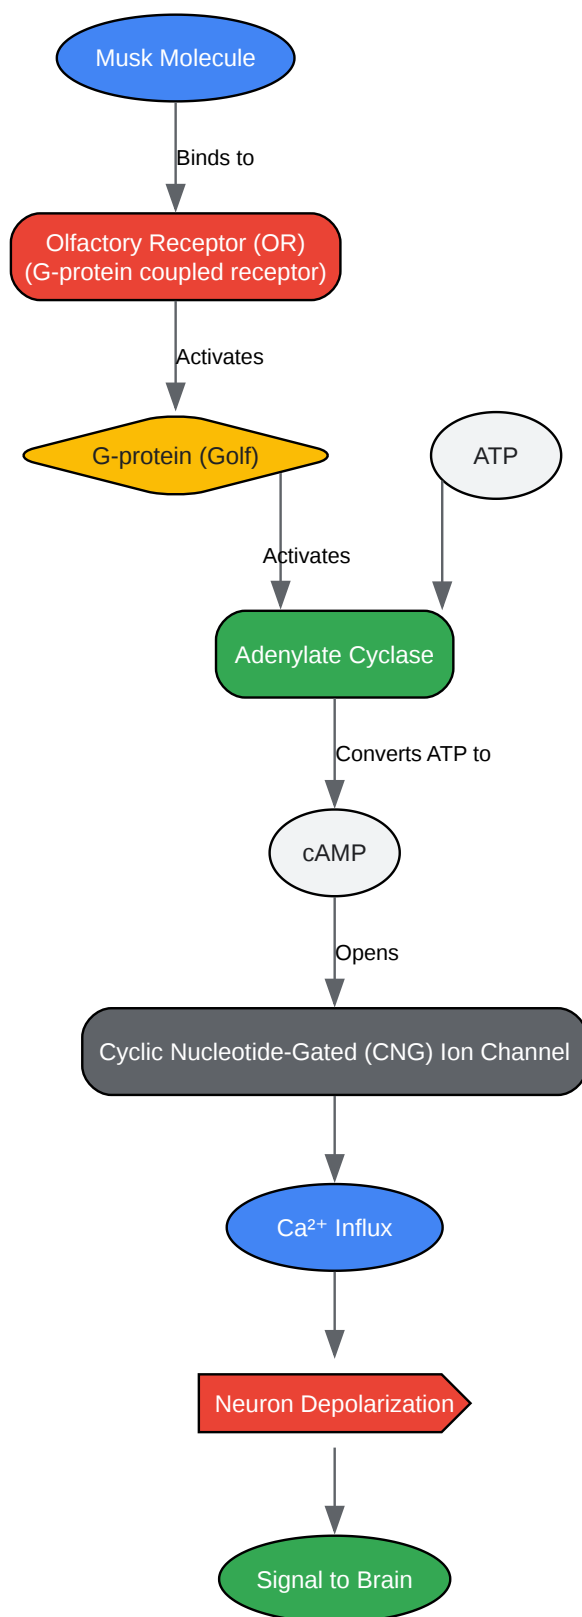 Musk Molecule
Binds to
Olfactory Receptor (OR)
(G-protein coupled receptor)
Activates
G-protein (Golf)
ATP
Activates
Adenylate Cyclase
Converts ATP to
cAMP
Opens
Cyclic Nucleotide-Gated (CNG) Ion Channel
Ca²⁺ Influx
Neuron Depolarization
Signal to Brain